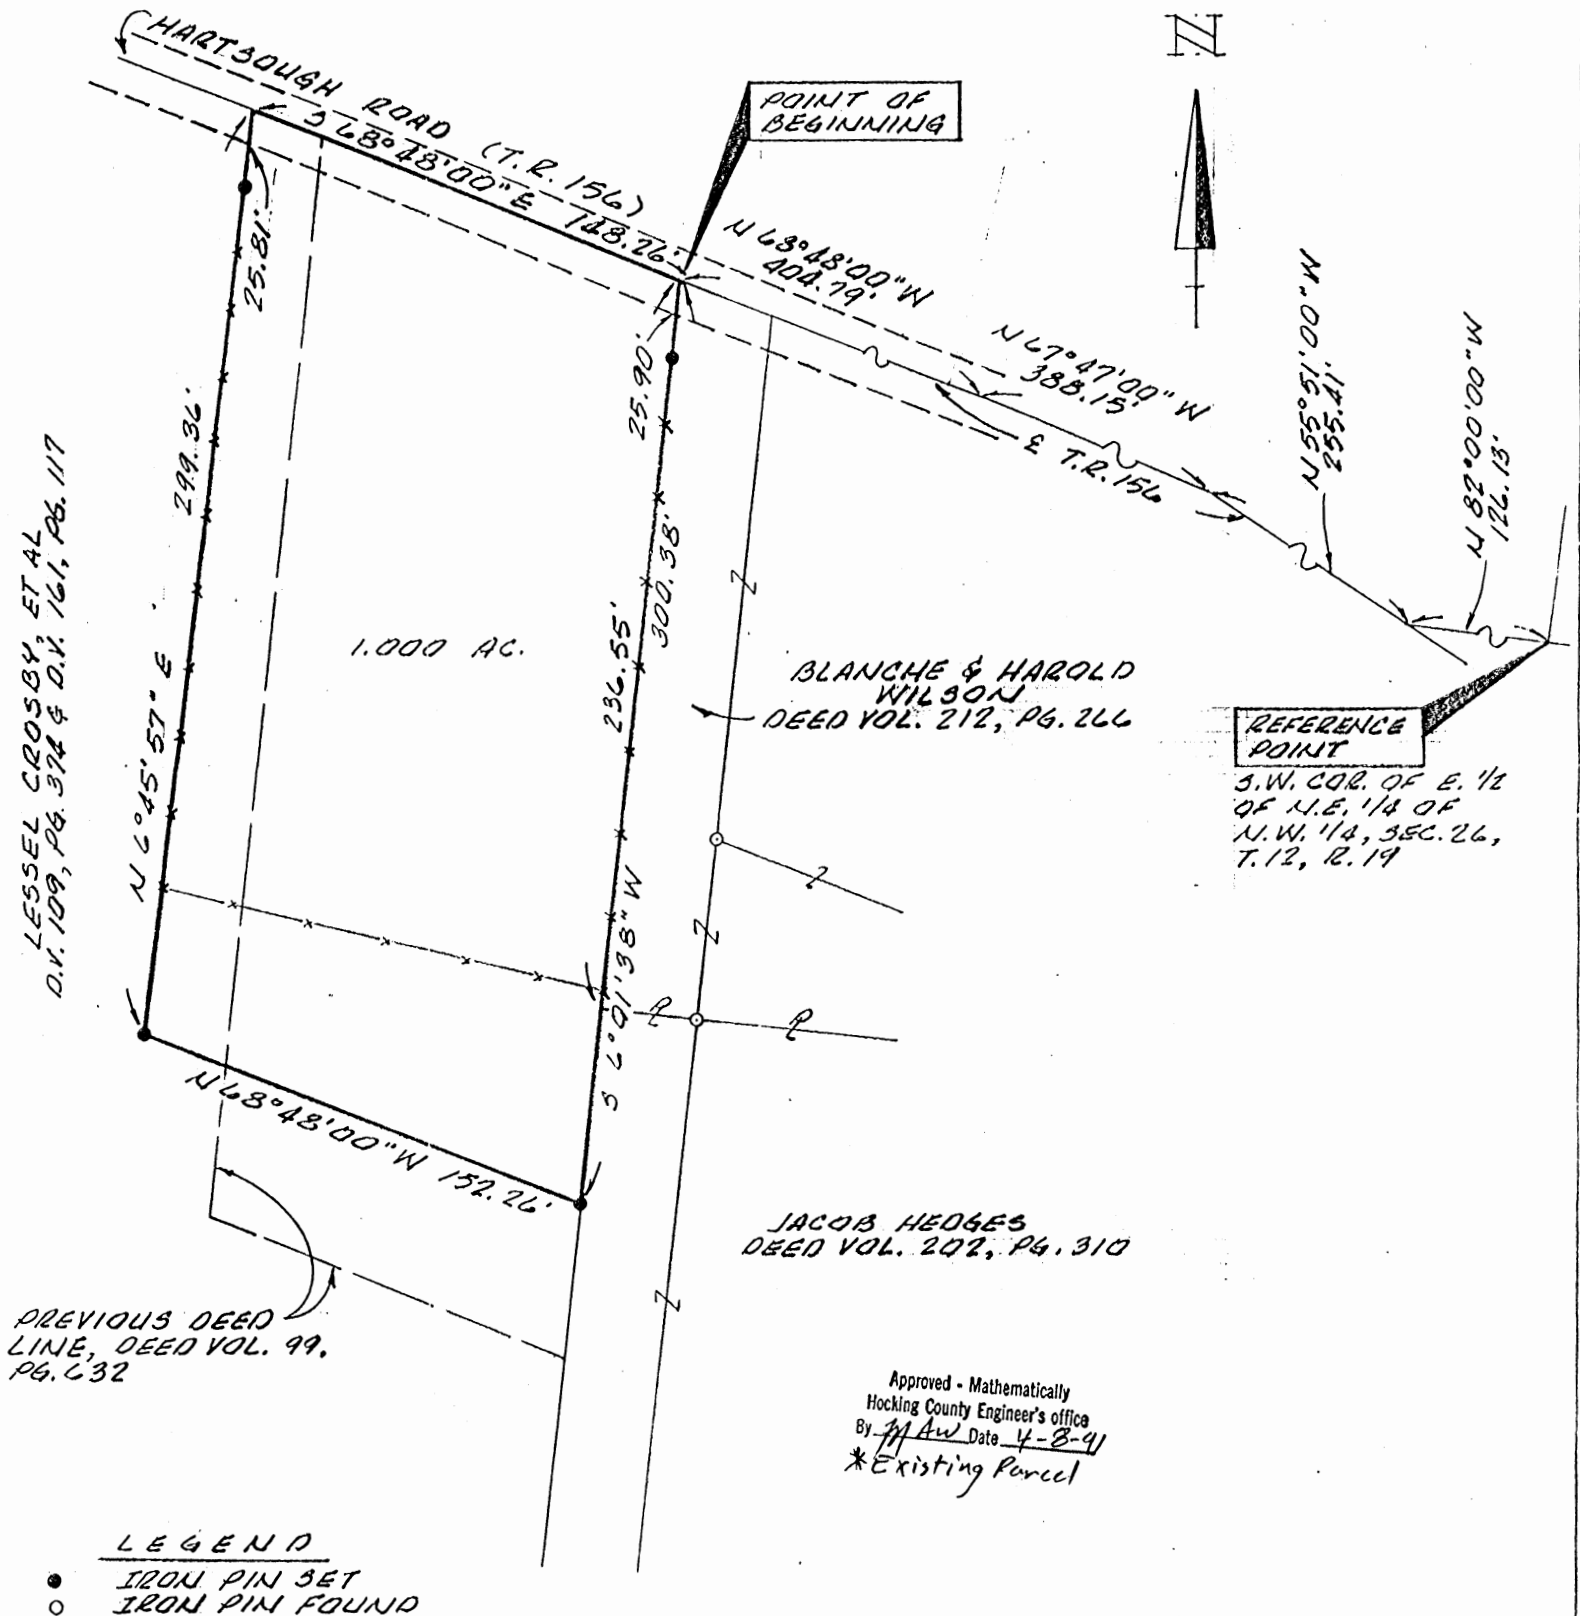 N
HARTSOUGH ROAD (T.R. 156)
S 68°48'00" E 148.26'
POINT OF
BEGINNING
N 68°48'00" W
404.79'
N 67°47'00" W
388.15'
N 55°51'00" W
255.41'
N 82°00'00" W
126.13'
℄ T.R. 156
25.81'
25.90'
299.36'
300.38'
236.55'
N 6°45'57" E
S 6°01'38" W
1.000 AC.
LESSEL CROSBY, ET AL
D.V. 109, PG. 374 & D.V. 161, PG. 117
BLANCHE & HAROLD
WILSON
DEED VOL. 212, PG. 266
REFERENCE
POINT
S.W. COR. OF E. 1/2
OF N.E. 1/4 OF
N.W. 1/4, SEC. 26,
T. 12, R. 19
N 68°48'00" W 152.26'
JACOB HEDGES
DEED VOL. 202, PG. 310
PREVIOUS DEED
LINE, DEED VOL. 99,
PG. 632
Approved - Mathematically
Hocking County Engineer's office
By MAW Date 4-8-91
* Existing Parcel
LEGEND
IRON PIN SET
IRON PIN FOUND